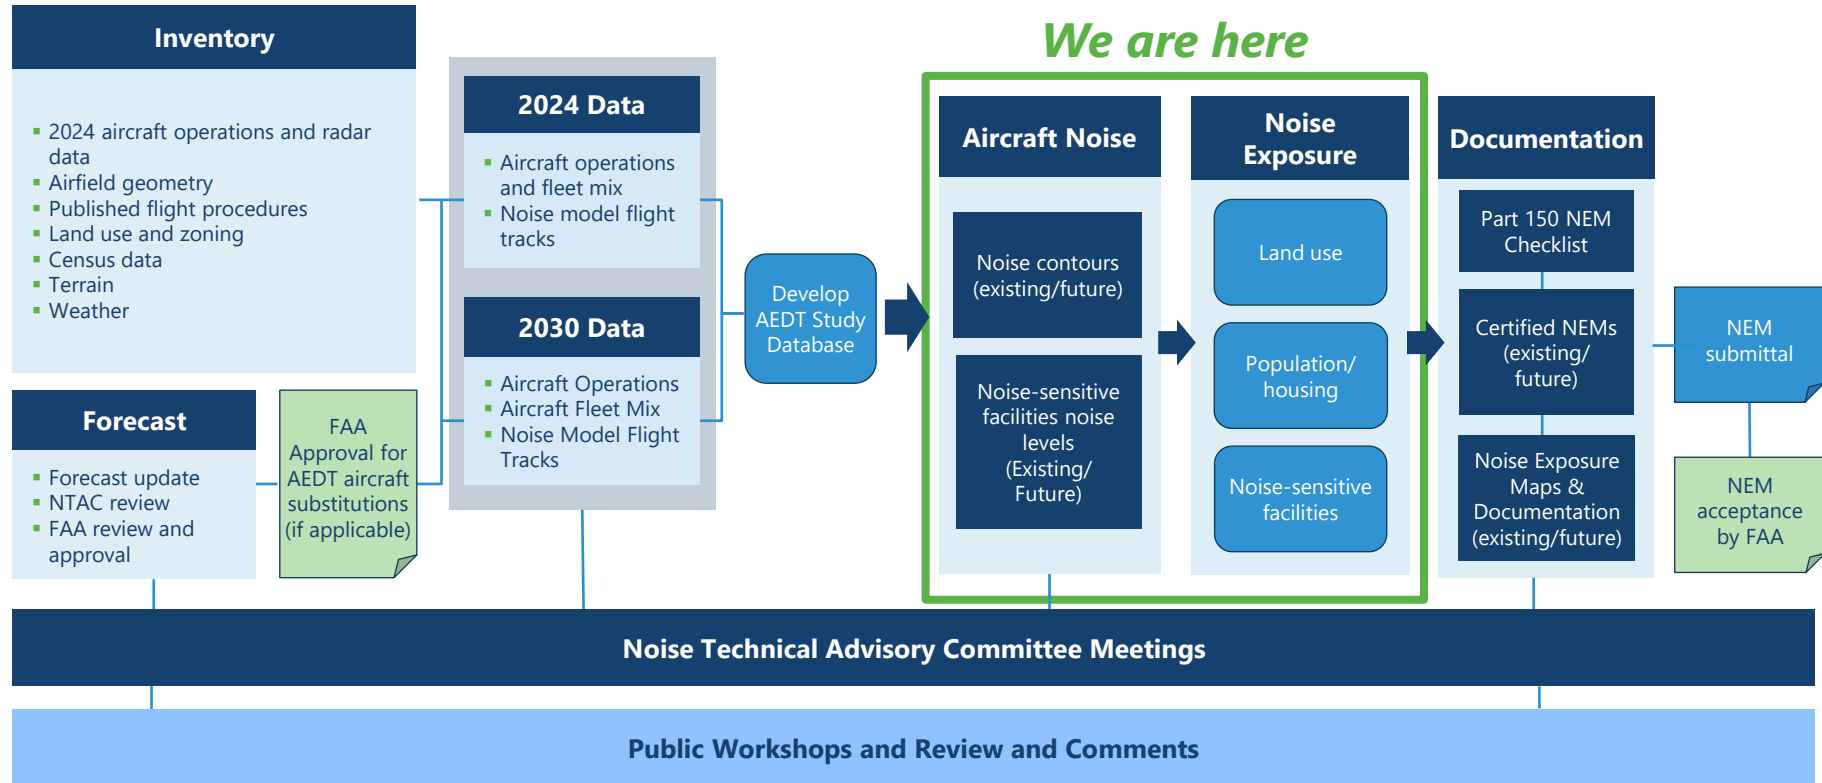 We are here
Inventory
2024 aircraft operations and radar
data
Airfield geometry
Published flight procedures
Land use and zoning
Census data
Terrain
Weather
Forecast
Forecast update
NTAC review
FAA review and
approval
FAA
Approval for
AEDT aircraft
substitutions
(if applicable)
2024 Data
Aircraft operations
and fleet mix
Noise model flight
tracks
2030 Data
Aircraft Operations
Aircraft Fleet Mix
Noise Model Flight
Tracks
Develop
AEDT Study
Database
Aircraft Noise
Noise contours
(existing/future)
Noise-sensitive
facilities noise
levels
(Existing/
Future)
Noise
Exposure
Land use
Population/
housing
Noise-sensitive
facilities
Documentation
Part 150 NEM
Checklist
Certified NEMs
(existing/
future)
Noise Exposure
Maps &
Documentation
(existing/future)
NEM
submittal
NEM
acceptance
by FAA
Noise Technical Advisory Committee Meetings
Public Workshops and Review and Comments